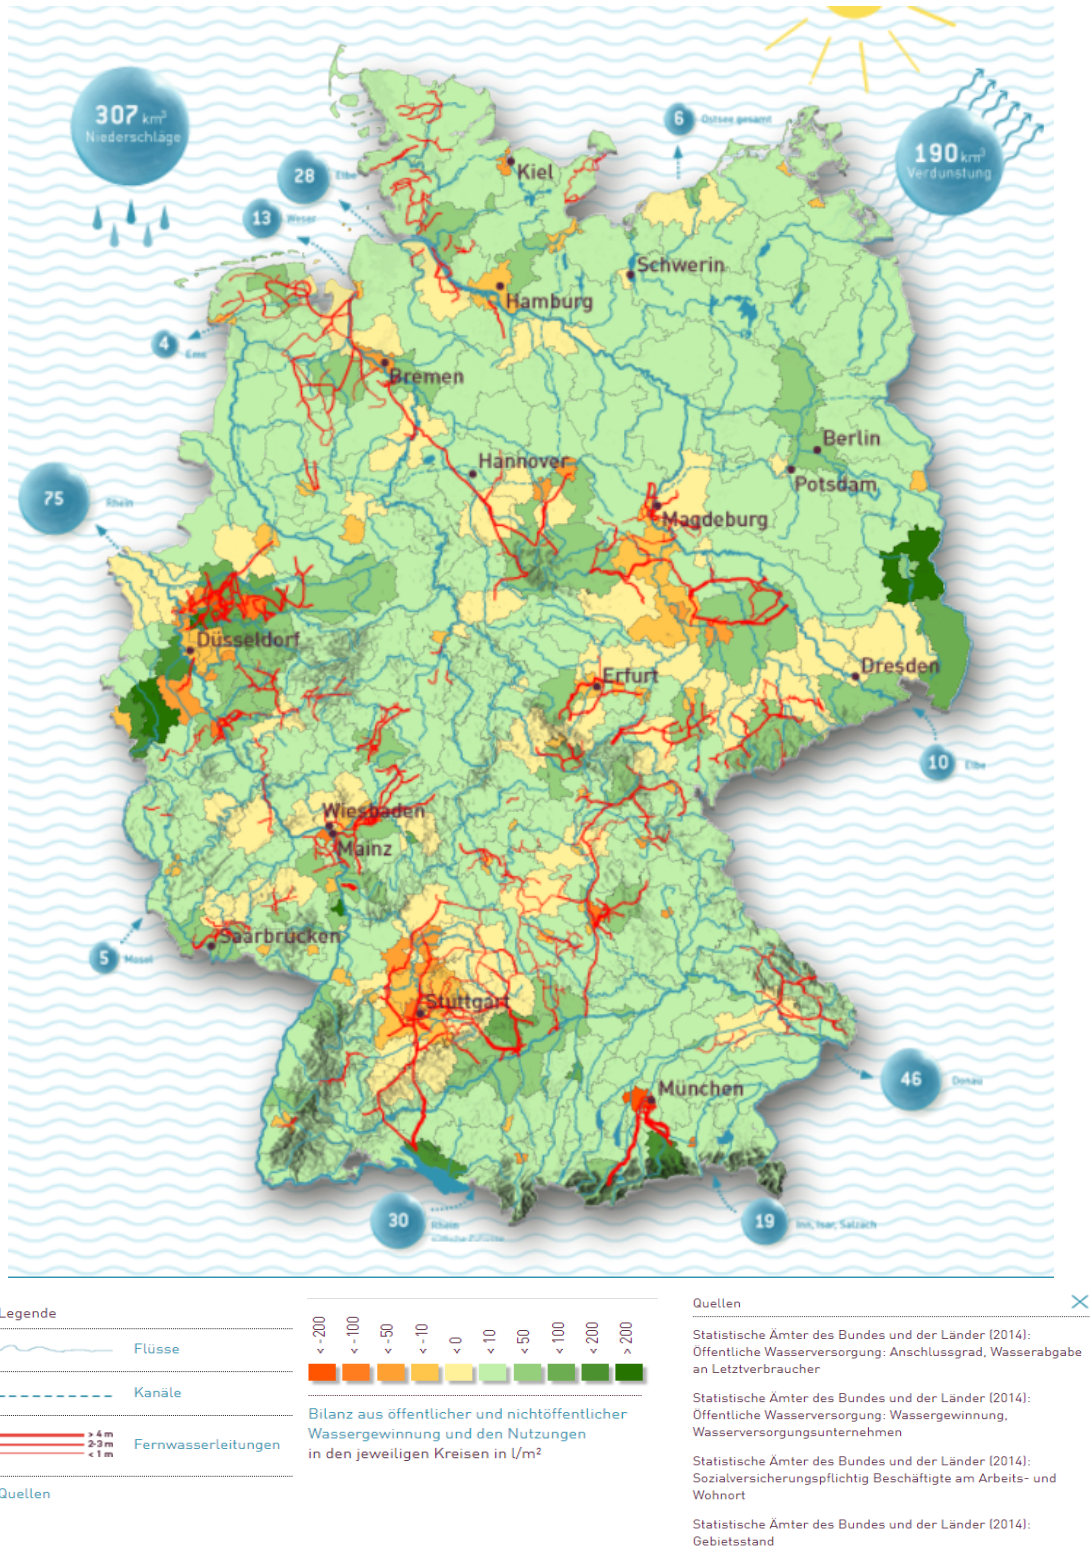 307 km³
Niederschläge
6
Ostsee gesamt
190 km³
Verdunstung
28
Elbe
13
Weser
Kiel
Schwerin
Hamburg
4
Ems
Bremen
Berlin
Hannover
Potsdam
75
Rhein
Magdeburg
Düsseldorf
Erfurt
Dresden
10
Elbe
Wiesbaden
Mainz
Saarbrücken
5
Mosel
Stuttgart
46
Donau
München
30
Rhein
19
Inn, Isar, Salzach
Legende
Flüsse
Kanäle
> 4 m
2-3 m
< 1 m
Fernwasserleitungen
Quellen
< -200
< -100
< -50
< -10
< 0
< 10
< 50
< 100
< 200
> 200
Bilanz aus öffentlicher und nichtöffentlicher
Wassergewinnung und den Nutzungen
in den jeweiligen Kreisen in l/m²
Quellen
Statistische Ämter des Bundes und der Länder (2014):
Öffentliche Wasserversorgung: Anschlussgrad, Wasserabgabe
an Letztverbraucher
Statistische Ämter des Bundes und der Länder (2014):
Öffentliche Wasserversorgung: Wassergewinnung,
Wasserversorgungsunternehmen
Statistische Ämter des Bundes und der Länder (2014):
Sozialversicherungspflichtig Beschäftigte am Arbeits- und
Wohnort
Statistische Ämter des Bundes und der Länder (2014):
Gebietsstand